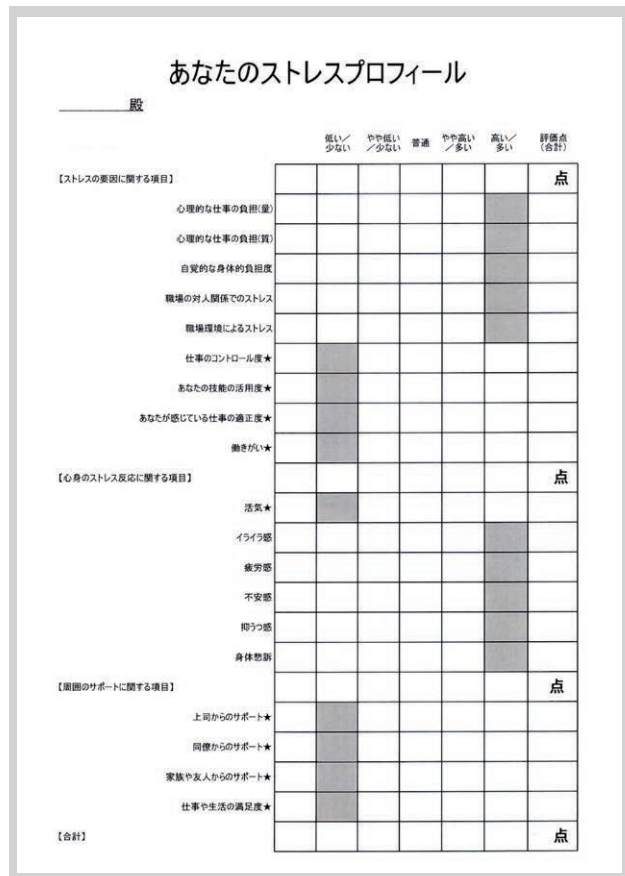 あなたのストレスプロフィール
殿
低い／少ない やや低い／少ない 普通 やや高い／多い 高い／多い 評価点(合計)
【ストレスの要因に関する項目】 点
心理的な仕事の負担(量)
心理的な仕事の負担(質)
自覚的な身体的負担度
職場の対人関係でのストレス
職場環境によるストレス
仕事のコントロール度★
あなたの技能の活用度★
あなたが感じている仕事の適正度★
働きがい★
【心身のストレス反応に関する項目】 点
活気★
イライラ感
疲労感
不安感
抑うつ感
身体愁訴
【周囲のサポートに関する項目】 点
上司からのサポート★
同僚からのサポート★
家族や友人からのサポート★
仕事や生活の満足度★
【合計】 点